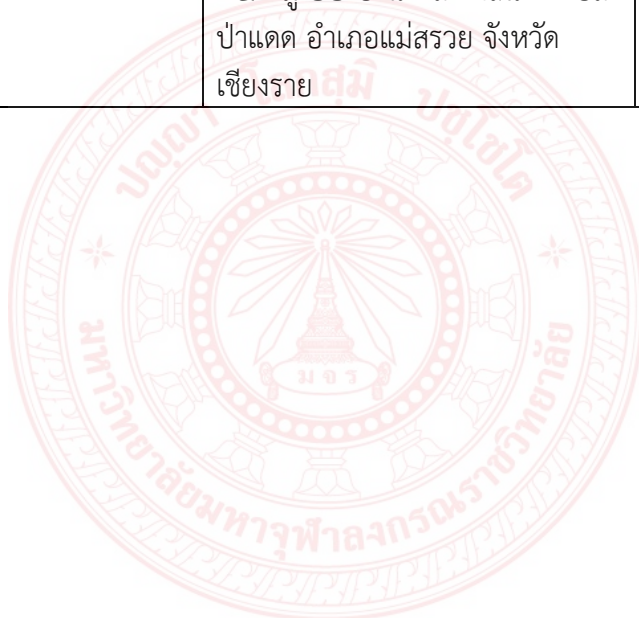 ป่าแดด อำเภอแม่สรวย จังหวัด
เชียงราย
ปญฺญา โลกสฺมิ ปชฺโชโต
ม จ ร
มหาวิทยาลัยมหาจุฬาลงกรณราชวิทยาลัย